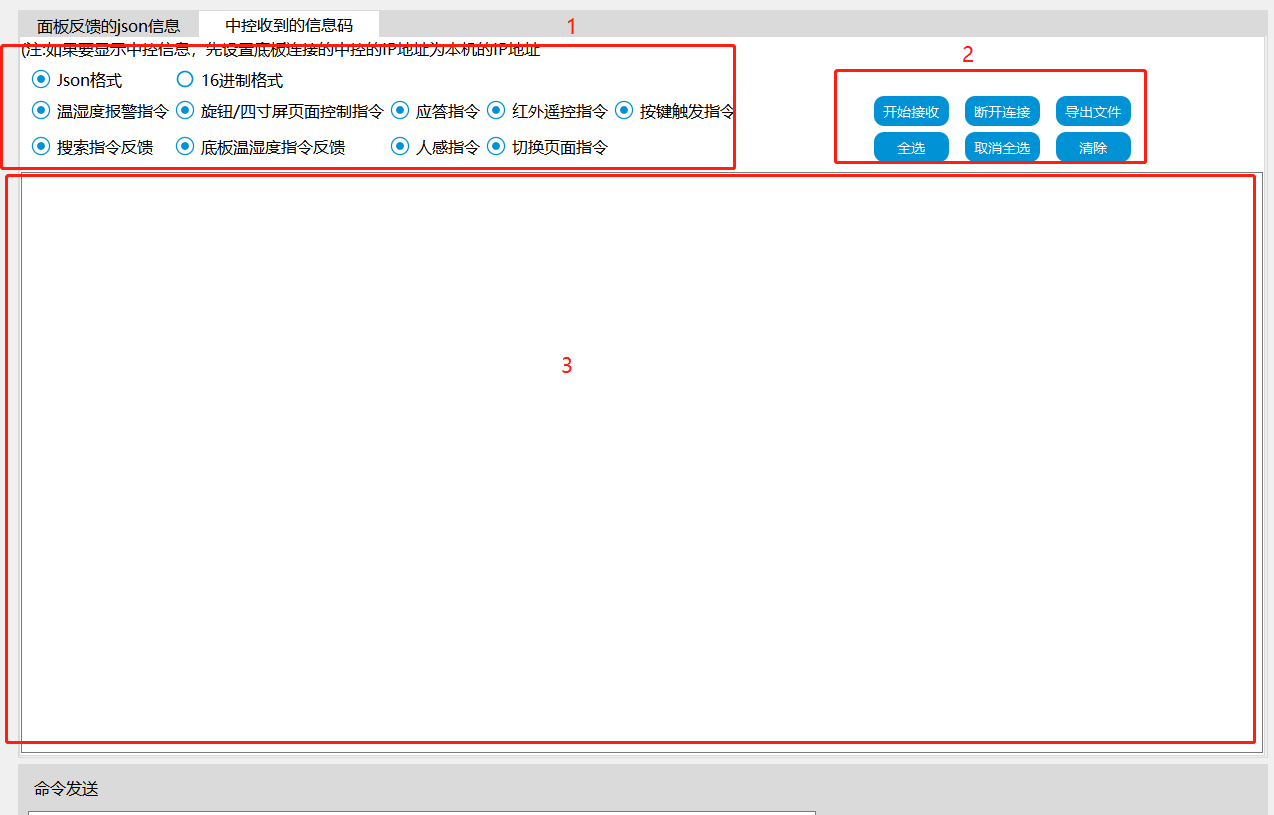 面板反馈的json信息 中控收到的信息码 1
(注:如果要显示中控信息，先设置底板连接的中控的IP地址为本机的IP地址
2
Json格式 16进制格式
温湿度报警指令 旋钮/四寸屏页面控制指令 应答指令 红外遥控指令 按键触发指令 开始接收 断开连接 导出文件
搜索指令反馈 底板温湿度指令反馈 人感指令 切换页面指令 全选 取消全选 清除
3
命令发送